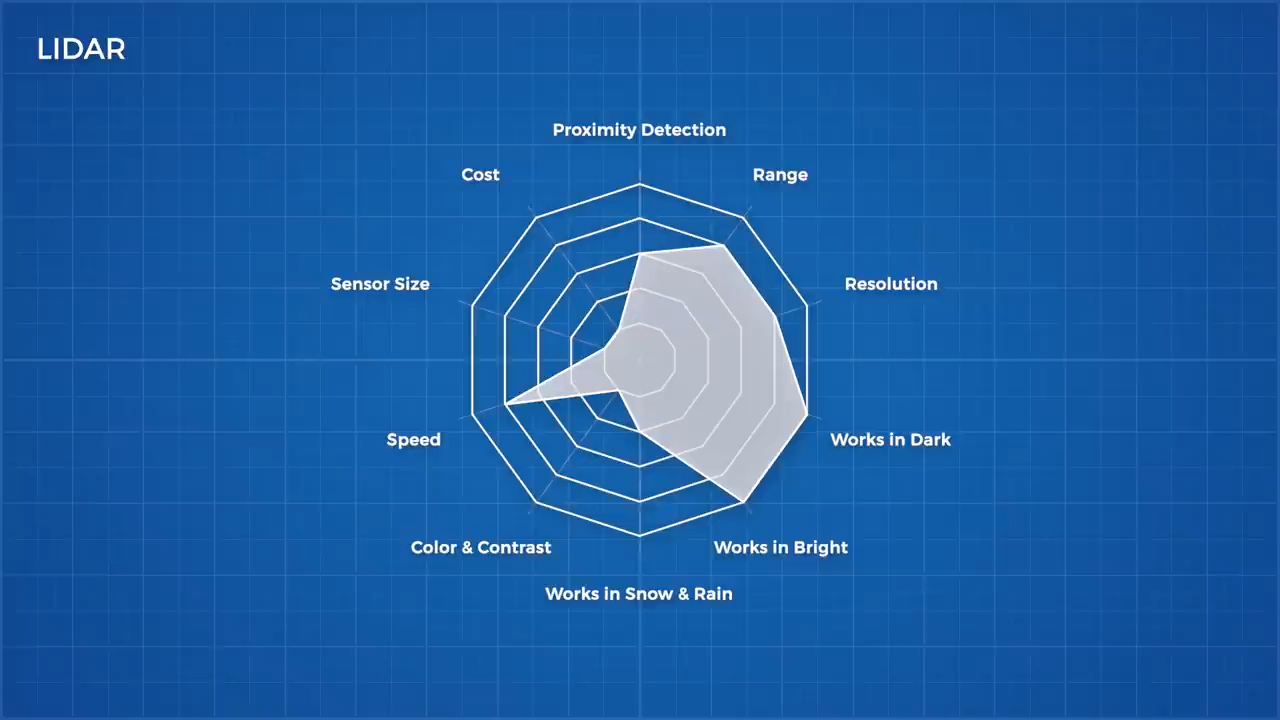 LIDAR
Proximity Detection
Cost
Range
Sensor Size
Resolution
Speed
Works in Dark
Color & Contrast
Works in Bright
Works in Snow & Rain